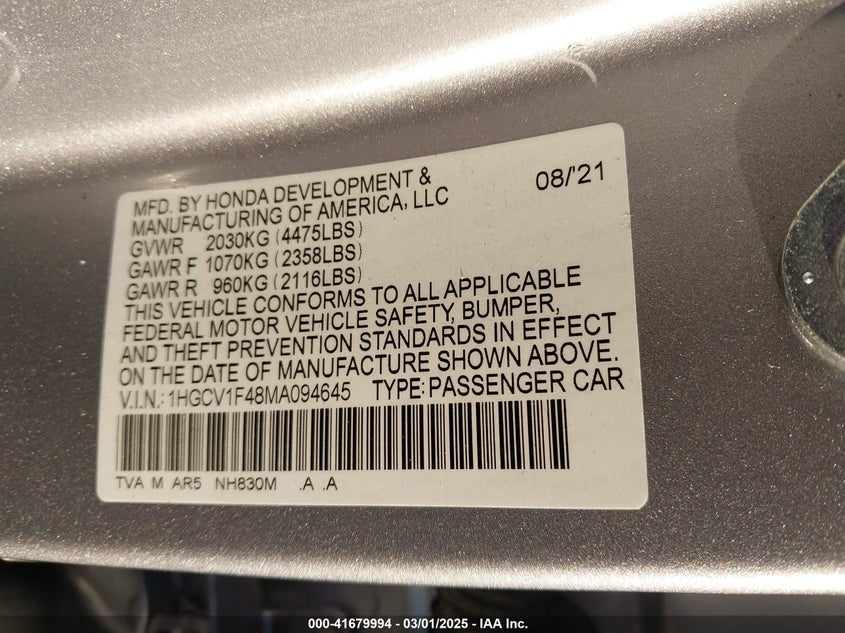 MFD. BY HONDA DEVELOPMENT &
MANUFACTURING OF AMERICA, LLC
08/'21
GVWR 2030KG (4475LBS)
GAWR F 1070KG (2358LBS)
GAWR R 960KG (2116LBS)
THIS VEHICLE CONFORMS TO ALL APPLICABLE
FEDERAL MOTOR VEHICLE SAFETY, BUMPER,
AND THEFT PREVENTION STANDARDS IN EFFECT
ON THE DATE OF MANUFACTURE SHOWN ABOVE.
V.I.N.: 1HGCV1F48MA094645 TYPE: PASSENGER CAR
TVA M AR5 NH830M .A .A
000-41679994 — 03/01/2025 — IAA Inc.